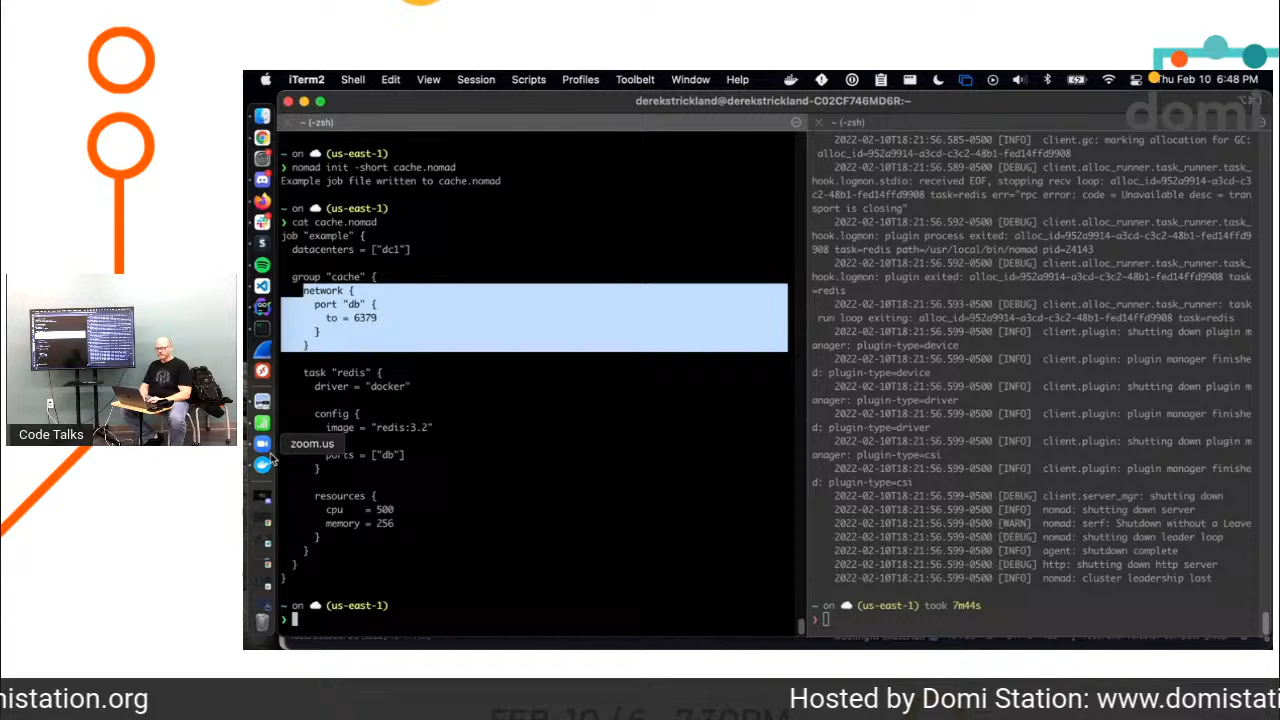 iTerm2 Shell Edit View Session Scripts Profiles Toolbelt Window Help
Thu Feb 10 6:48 PM
derekstrickland@derekstrickland-C02CF746MD6R:~
domi
~ (-zsh)
~ on (us-east-1)
❯ nomad init -short cache.nomad
Example job file written to cache.nomad
~ on (us-east-1)
❯ cat cache.nomad
job "example" {
datacenters = ["dc1"]
group "cache" {
network {
port "db" {
to = 6379
}
}
task "redis" {
driver = "docker"
config {
image = "redis:3.2"
zoom.us
ports = ["db"]
}
resources {
cpu = 500
memory = 256
}
}
}
}
~ on (us-east-1)
❯
~ (-zsh)
2022-02-10T18:21:56.585-0500 [INFO] client.gc: marking allocation for GC:
alloc_id=952a9914-a3cd-c3c2-48b1-fed14ffd9908
2022-02-10T18:21:56.589-0500 [DEBUG] client.alloc_runner.task_runner.task_
hook.logmon.stdio: received EOF, stopping recv loop: alloc_id=952a9914-a3cd-c3
c2-48b1-fed14ffd9908 task=redis err="rpc error: code = Unavailable desc = tran
sport is closing"
2022-02-10T18:21:56.592-0500 [DEBUG] client.alloc_runner.task_runner.task_
hook.logmon: plugin process exited: alloc_id=952a9914-a3cd-c3c2-48b1-fed14ffd9
908 task=redis path=/usr/local/bin/nomad pid=24143
2022-02-10T18:21:56.592-0500 [DEBUG] client.alloc_runner.task_runner.task_
hook.logmon: plugin exited: alloc_id=952a9914-a3cd-c3c2-48b1-fed14ffd9908 task
=redis
2022-02-10T18:21:56.593-0500 [DEBUG] client.alloc_runner.task_runner: task
run loop exiting: alloc_id=952a9914-a3cd-c3c2-48b1-fed14ffd9908 task=redis
2022-02-10T18:21:56.599-0500 [INFO] client.plugin: shutting down plugin m
anager: plugin-type=device
2022-02-10T18:21:56.599-0500 [INFO] client.plugin: plugin manager finishe
d: plugin-type=device
2022-02-10T18:21:56.599-0500 [INFO] client.plugin: shutting down plugin m
anager: plugin-type=driver
2022-02-10T18:21:56.599-0500 [INFO] client.plugin: plugin manager finishe
d: plugin-type=driver
2022-02-10T18:21:56.599-0500 [INFO] client.plugin: shutting down plugin m
anager: plugin-type=csi
2022-02-10T18:21:56.599-0500 [INFO] client.plugin: plugin manager finishe
d: plugin-type=csi
2022-02-10T18:21:56.599-0500 [DEBUG] client.server_mgr: shutting down
2022-02-10T18:21:56.599-0500 [INFO] nomad: shutting down server
2022-02-10T18:21:56.599-0500 [WARN] nomad: serf: Shutdown without a Leave
2022-02-10T18:21:56.599-0500 [DEBUG] nomad: shutting down leader loop
2022-02-10T18:21:56.599-0500 [INFO] agent: shutdown complete
2022-02-10T18:21:56.599-0500 [DEBUG] http: shutting down http server
2022-02-10T18:21:56.599-0500 [INFO] nomad: cluster leadership lost
~ on (us-east-1) took 7m44s
❯
Code Talks
nistation.org
Hosted by Domi Station: www.domistati